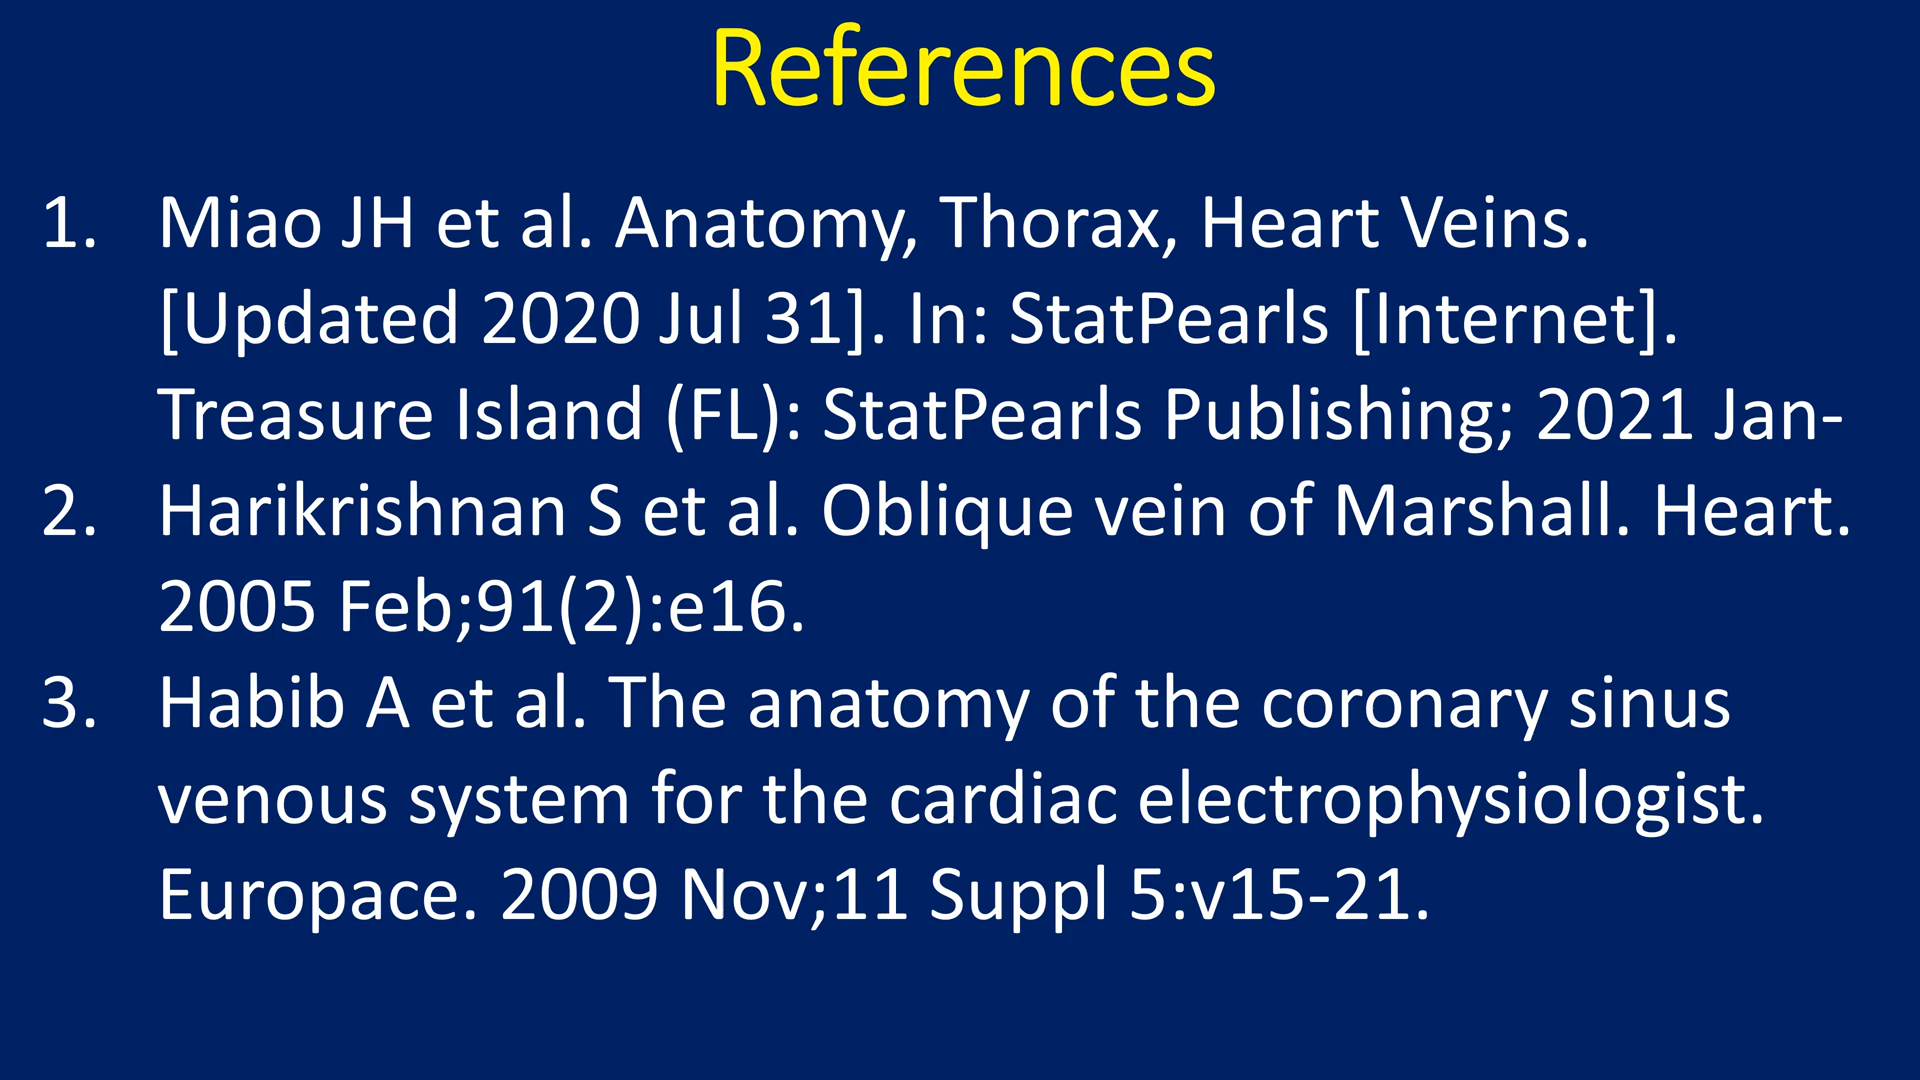 References
1. Miao JH et al. Anatomy, Thorax, Heart Veins.
[Updated 2020 Jul 31]. In: StatPearls [Internet].
Treasure Island (FL): StatPearls Publishing; 2021 Jan-
2. Harikrishnan S et al. Oblique vein of Marshall. Heart.
2005 Feb;91(2):e16.
3. Habib A et al. The anatomy of the coronary sinus
venous system for the cardiac electrophysiologist.
Europace. 2009 Nov;11 Suppl 5:v15-21.